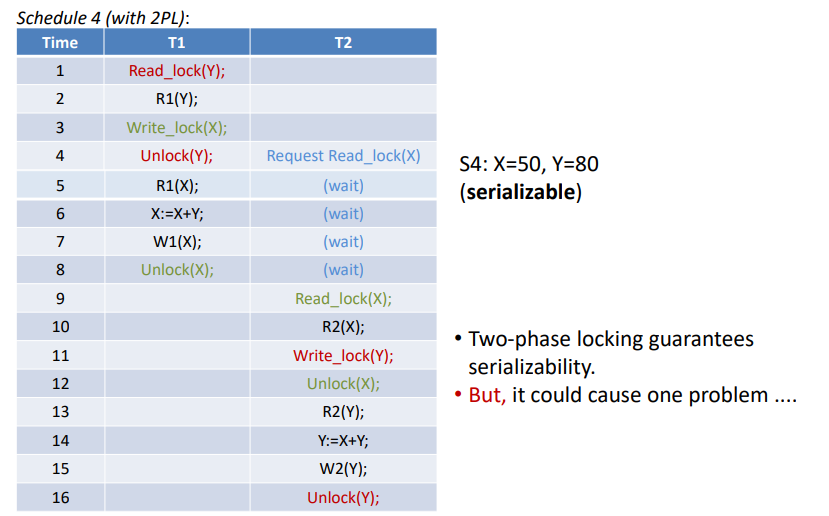 Schedule 4 (with 2PL):
Time T1 T2
1 Read_lock(Y);
2 R1(Y);
3 Write_lock(X);
4 Unlock(Y); Request Read_lock(X)
5 R1(X); (wait)
6 X:=X+Y; (wait)
7 W1(X); (wait)
8 Unlock(X); (wait)
9 Read_lock(X);
10 R2(X);
11 Write_lock(Y);
12 Unlock(X);
13 R2(Y);
14 Y:=X+Y;
15 W2(Y);
16 Unlock(Y);
S4: X=50, Y=80
(serializable)
• Two-phase locking guarantees
serializability.
• But, it could cause one problem ....